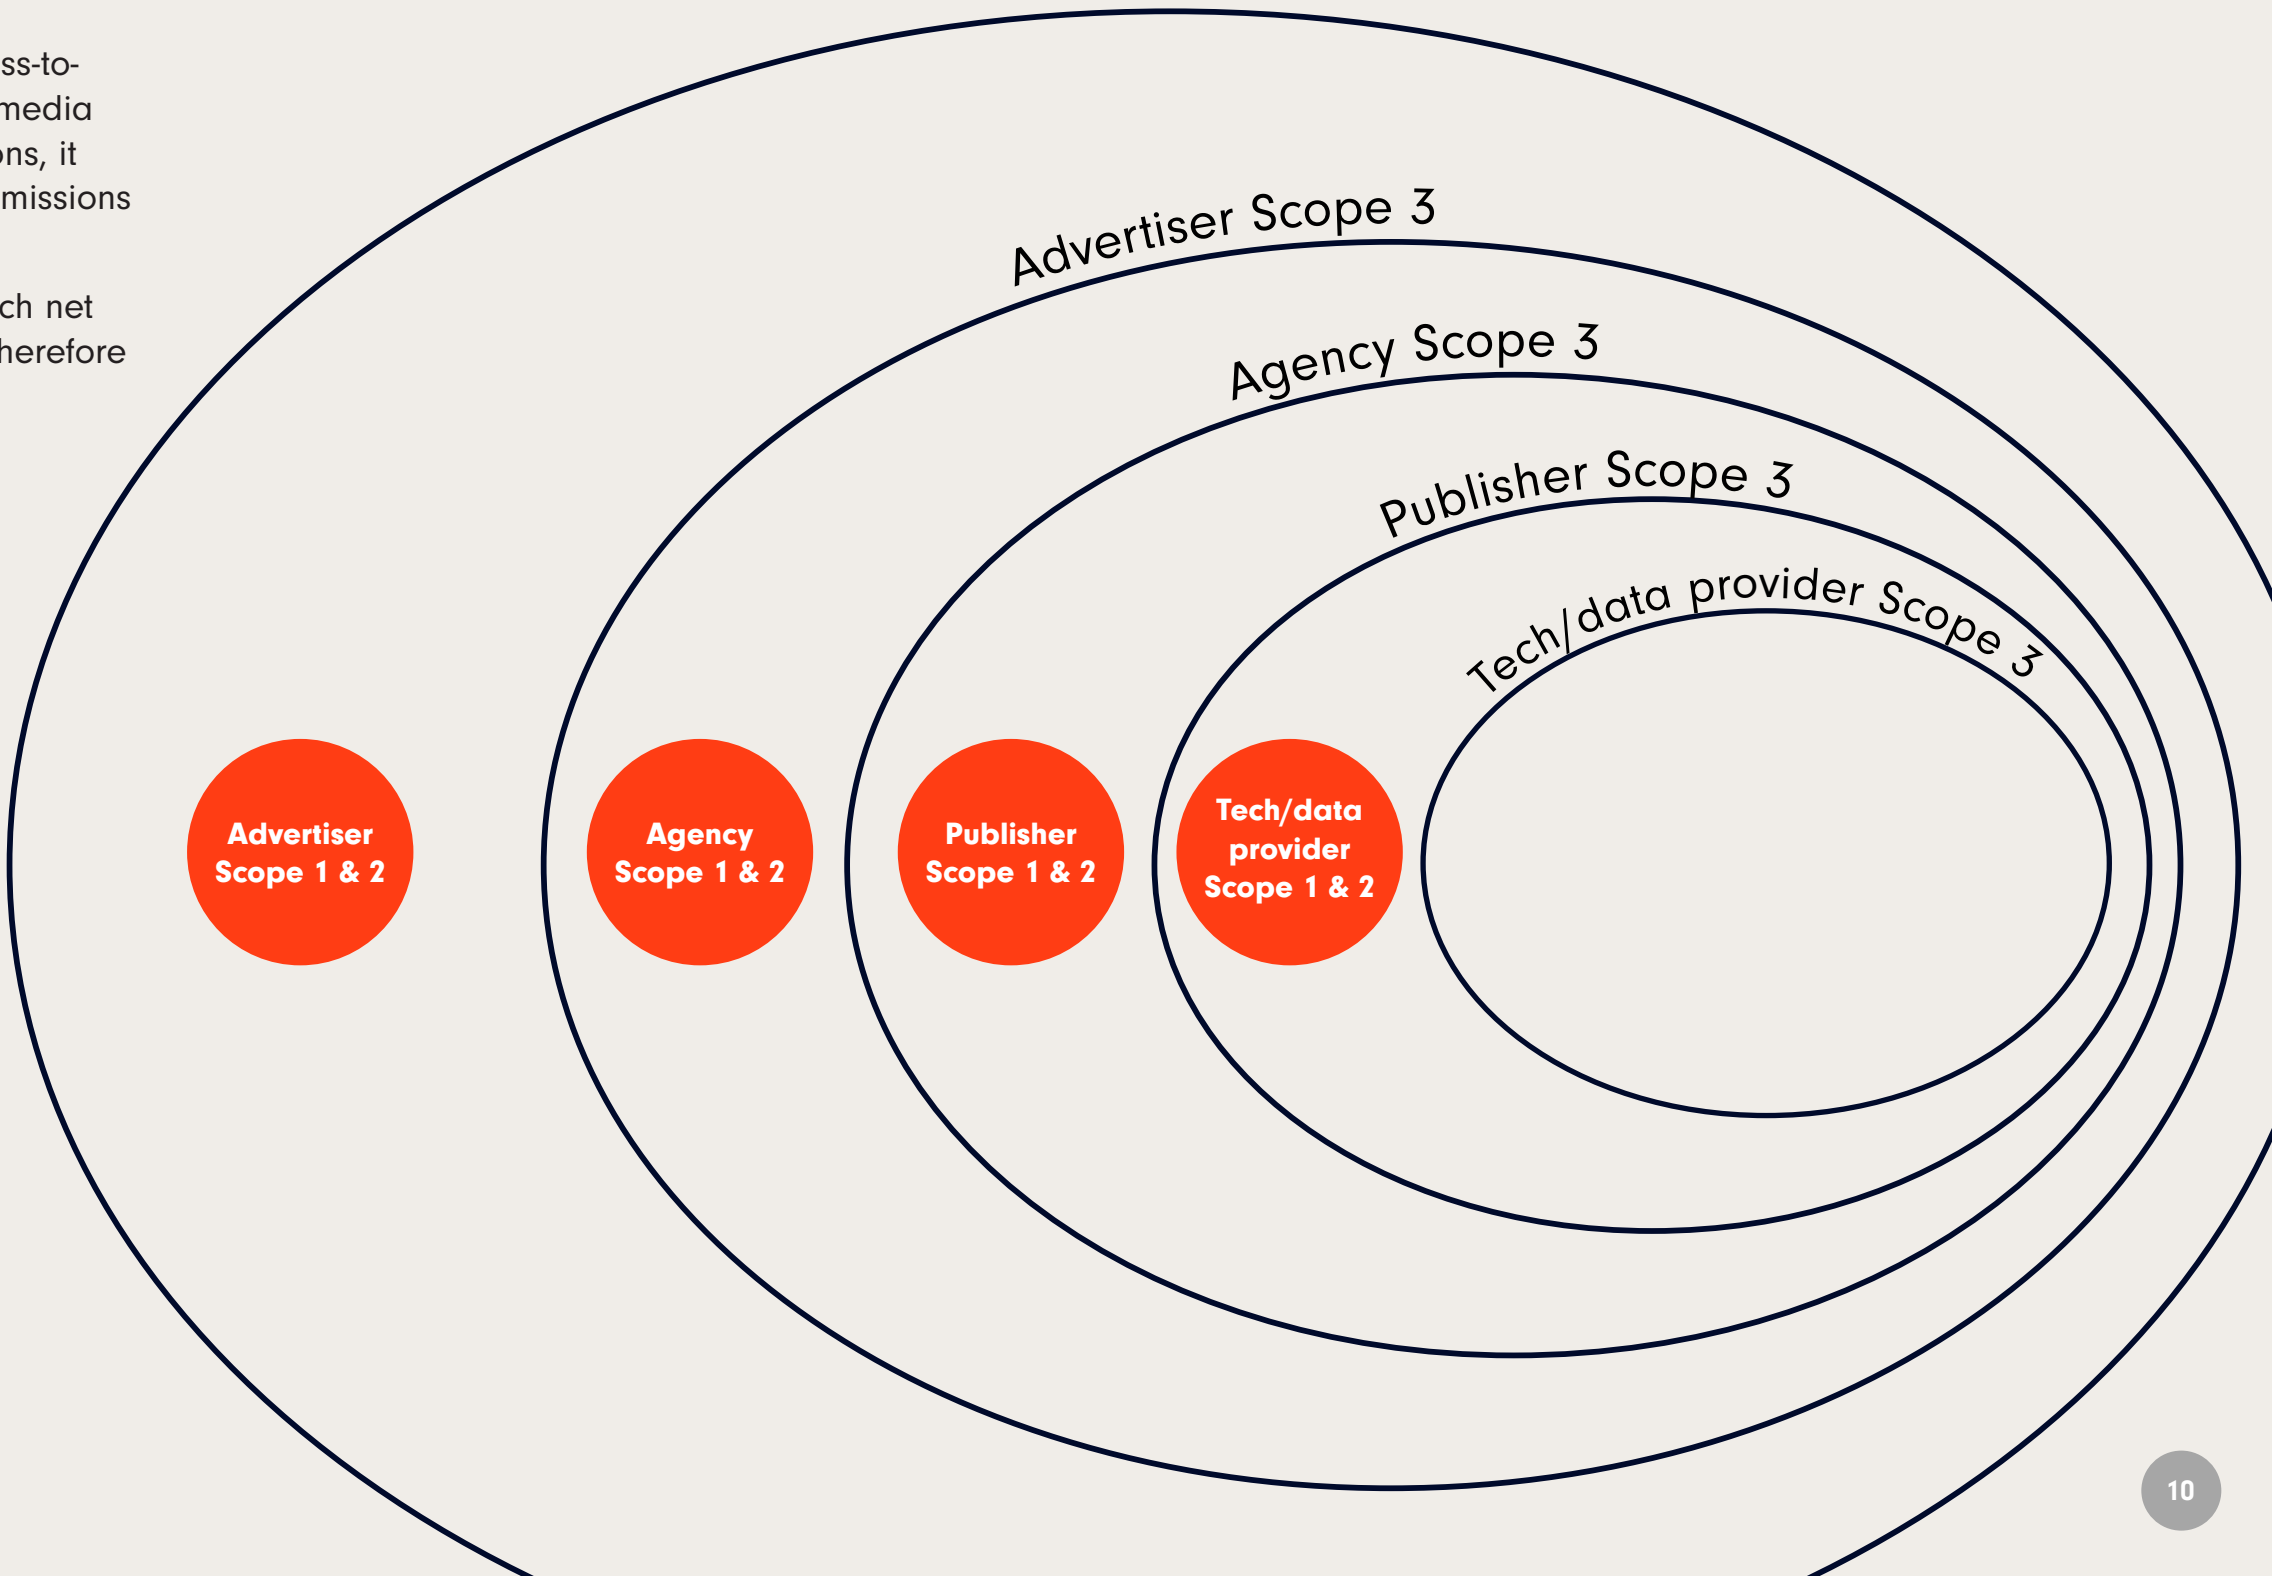 ss-to-
media
ons, it
missions
ch net
herefore
Advertiser Scope 3
Agency Scope 3
Publisher Scope 3
Tech/data provider Scope 3
Advertiser
Scope 1 & 2
Agency
Scope 1 & 2
Publisher
Scope 1 & 2
Tech/data
provider
Scope 1 & 2
10